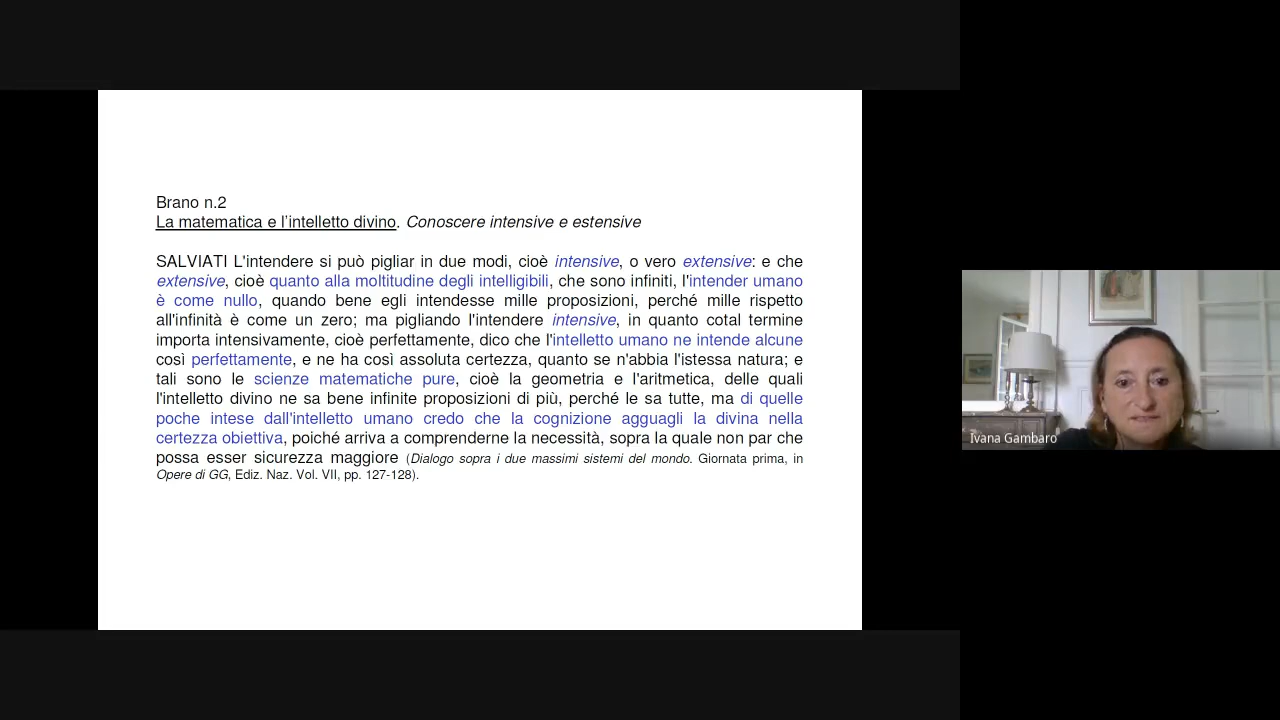 Brano n.2
La matematica e l'intelletto divino. Conoscere intensive e estensive
SALVIATI L'intendere si può pigliar in due modi, cioè intensive, o vero extensive: e che
extensive, cioè quanto alla moltitudine degli intelligibili, che sono infiniti, l'intender umano
è come nullo, quando bene egli intendesse mille proposizioni, perché mille rispetto
all'infinità è come un zero; ma pigliando l'intendere intensive, in quanto cotal termine
importa intensivamente, cioè perfettamente, dico che l'intelletto umano ne intende alcune
così perfettamente, e ne ha così assoluta certezza, quanto se n'abbia l'istessa natura; e
tali sono le scienze matematiche pure, cioè la geometria e l'aritmetica, delle quali
l'intelletto divino ne sa bene infinite proposizioni di più, perché le sa tutte, ma di quelle
poche intese dall'intelletto umano credo che la cognizione agguagli la divina nella
certezza obiettiva, poiché arriva a comprenderne la necessità, sopra la quale non par che
possa esser sicurezza maggiore (Dialogo sopra i due massimi sistemi del mondo. Giornata prima, in
Opere di GG, Ediz. Naz. Vol. VII, pp. 127-128).
Ivana Gambaro